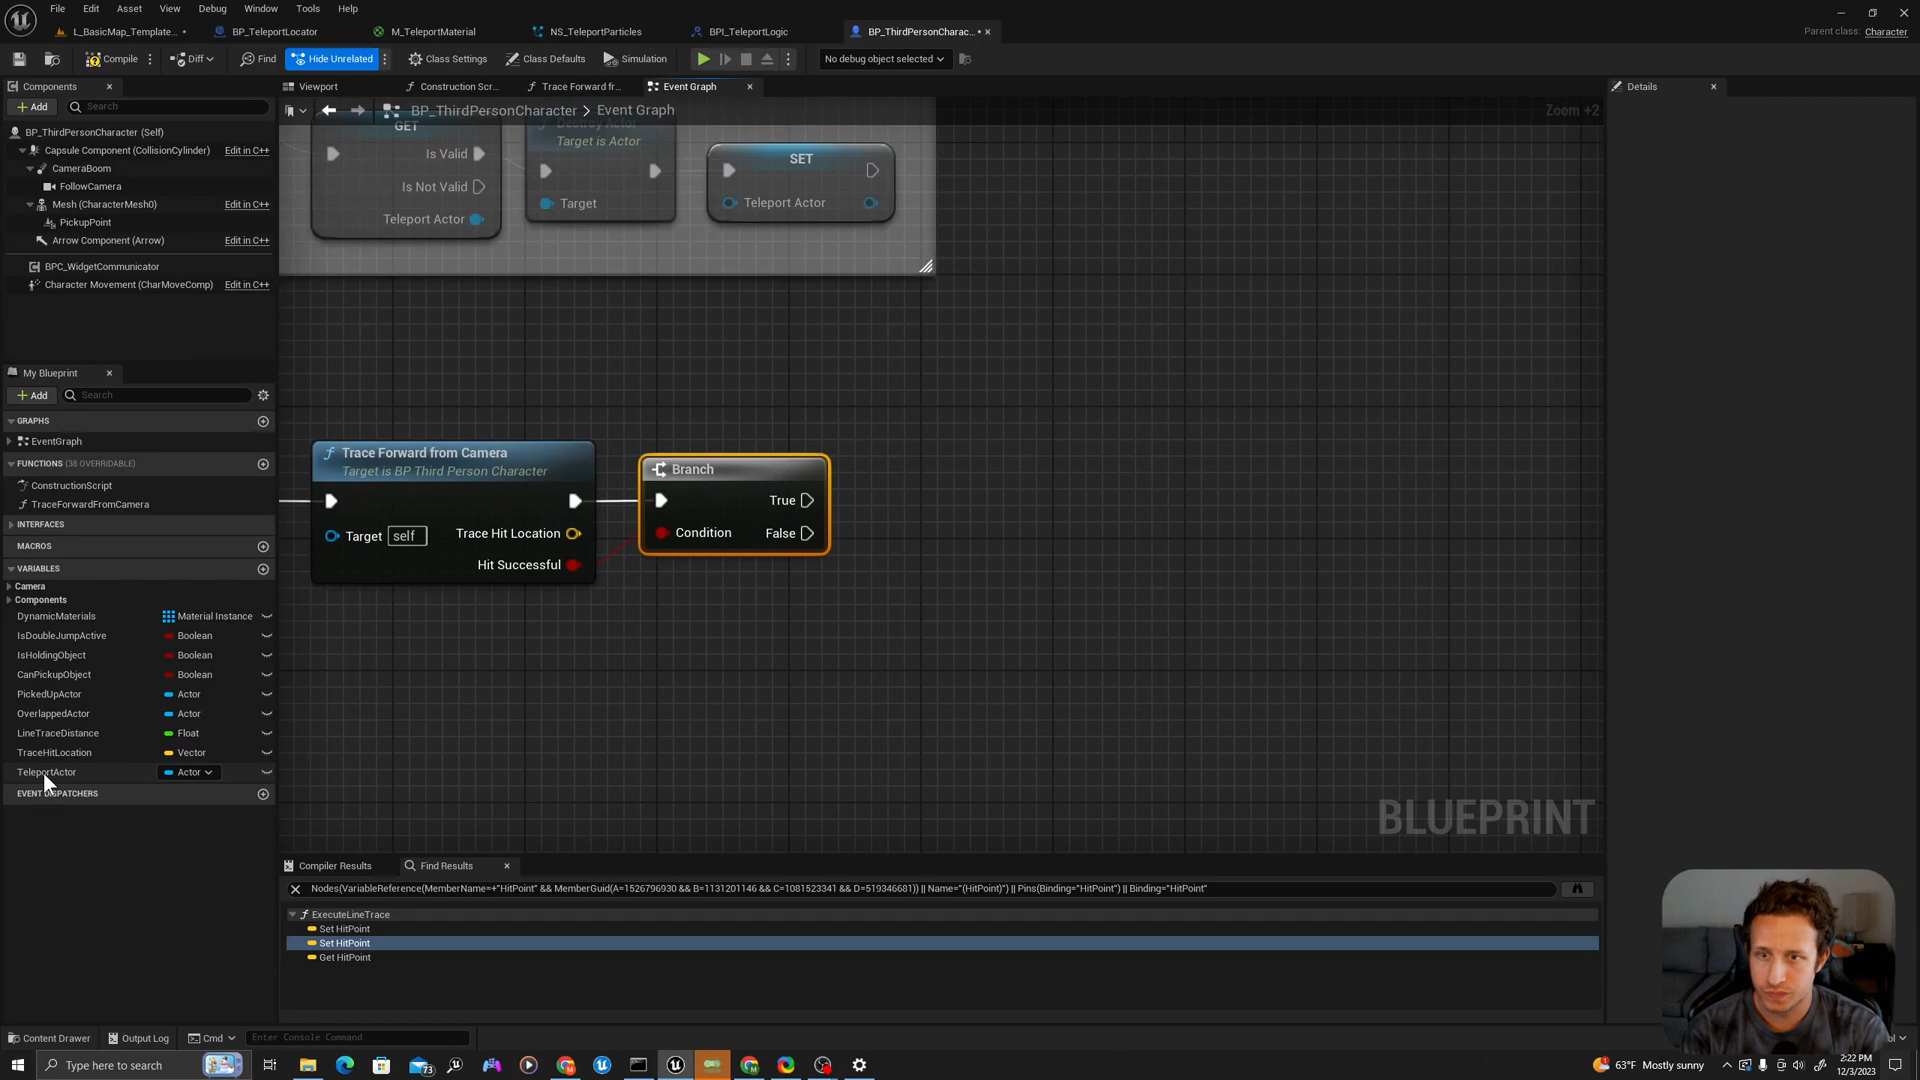 File Edit Asset View Debug Window Tools Help
L_BasicMap_Template... • BP_TeleportLocator M_TeleportMaterial NS_TeleportParticles BPI_TeleportLogic BP_ThirdPersonCharac... • ×
Parent class: Character
Compile Diff Find Hide Unrelated Class Settings Class Defaults Simulation No debug object selected
Components × Viewport Construction Scr... Trace Forward fr... Event Graph × Details ×
+ Add Search
BP_ThirdPersonCharacter > Event Graph
Zoom +2
BP_ThirdPersonCharacter (Self)
Capsule Component (CollisionCylinder) Edit in C++
CameraBoom
FollowCamera
Mesh (CharacterMesh0) Edit in C++
PickupPoint
Arrow Component (Arrow) Edit in C++
BPC_WidgetCommunicator
Character Movement (CharMoveComp) Edit in C++
GET
Is Valid
Is Not Valid
Teleport Actor
Destroy Actor
Target is Actor
Target
SET
Teleport Actor
My Blueprint ×
+ Add Search
GRAPHS
EventGraph
FUNCTIONS (38 OVERRIDABLE)
ConstructionScript
TraceForwardFromCamera
INTERFACES
MACROS
VARIABLES
Camera
Components
DynamicMaterials Material Instance
IsDoubleJumpActive Boolean
IsHoldingObject Boolean
CanPickupObject Boolean
PickedUpActor Actor
OverlappedActor Actor
LineTraceDistance Float
TraceHitLocation Vector
TeleportActor Actor
EVENT DISPATCHERS
Trace Forward from Camera
Target is BP Third Person Character
Target self Trace Hit Location
Hit Successful
Branch
True
Condition False
BLUEPRINT
Compiler Results Find Results ×
Nodes(VariableReference(MemberName=+"HitPoint" && MemberGuid(A=1526796930 && B=1131201146 && C=1081523341 && D=519346681)) || Name="(HitPoint)") || Pins(Binding="HitPoint") || Binding="HitPoint"
ExecuteLineTrace
Set HitPoint
Set HitPoint
Get HitPoint
Content Drawer Output Log Cmd Enter Console Command
Type here to search
73
63°F Mostly sunny
2:22 PM
12/3/2023